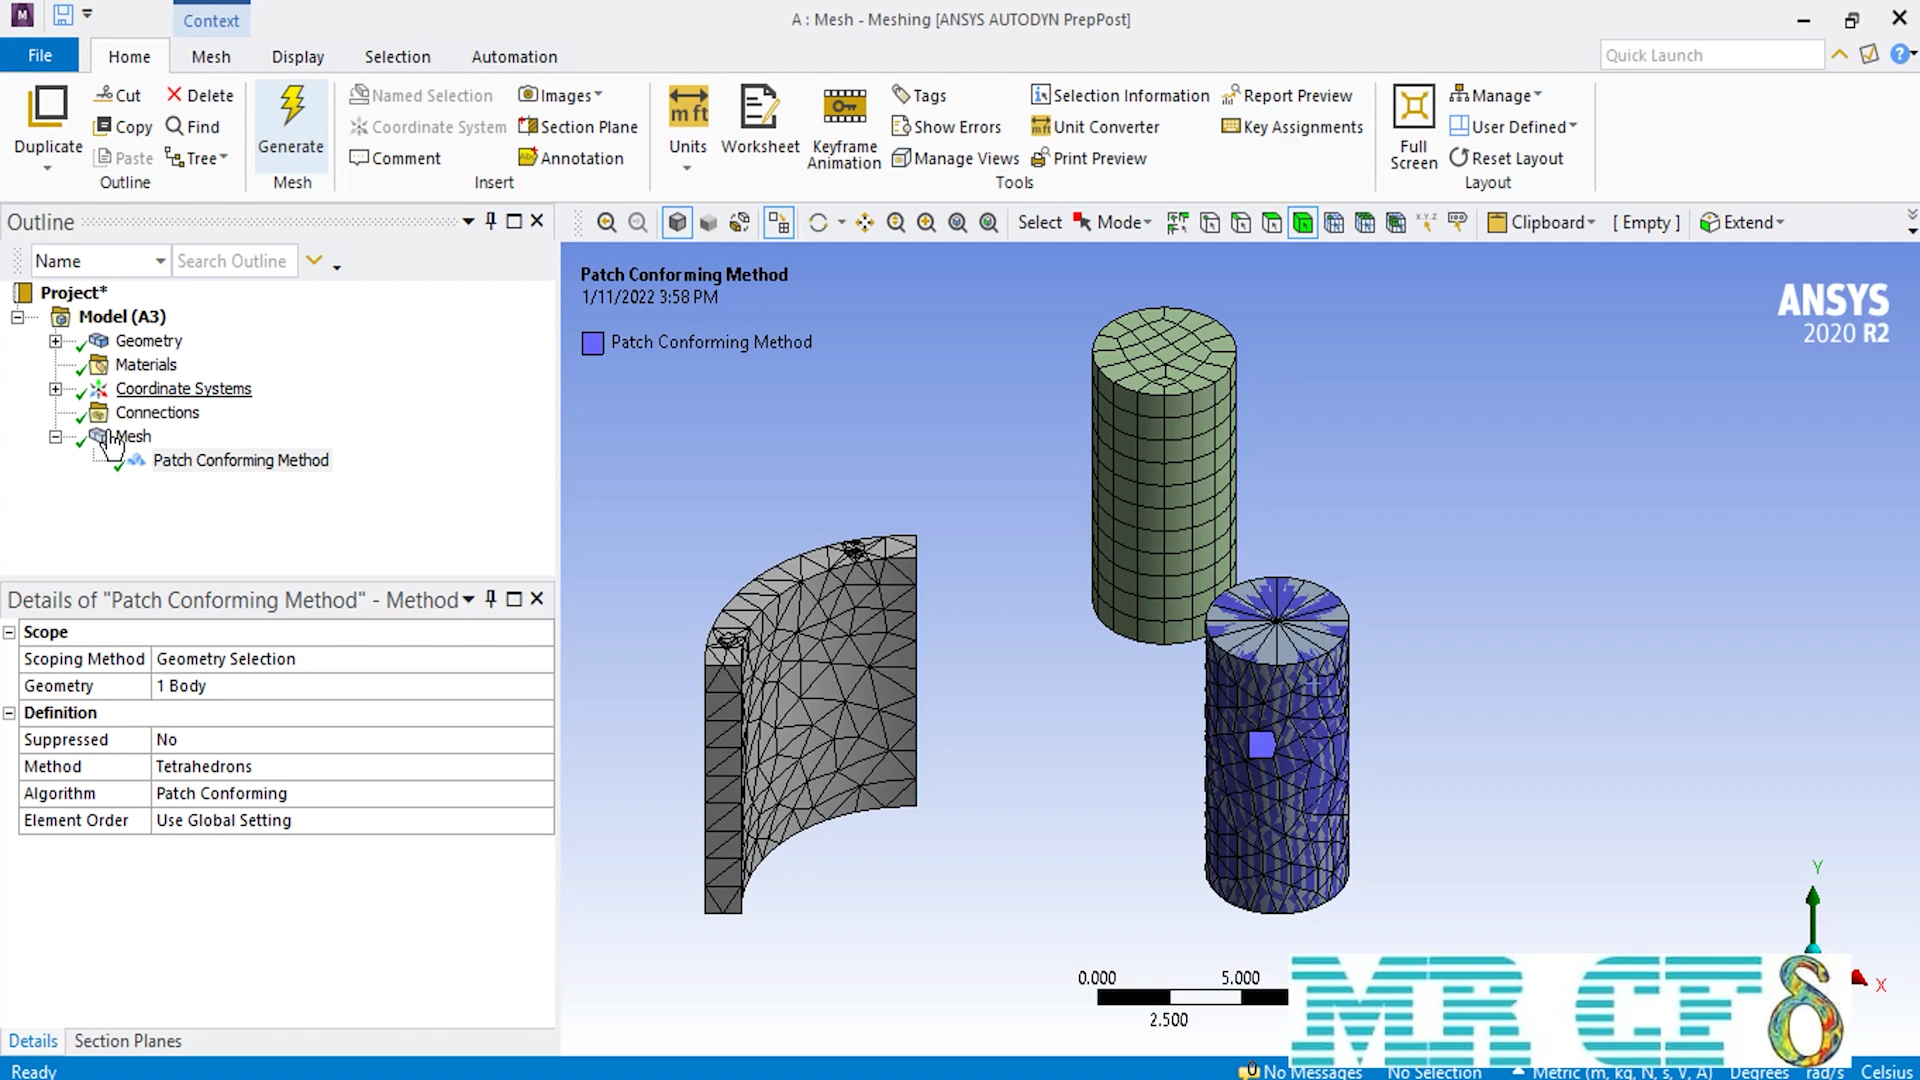 Context
A : Mesh - Meshing [ANSYS AUTODYN PrepPost]
File
Home
Mesh
Display
Selection
Automation
Quick Launch
Duplicate
Cut
Copy
Paste
Delete
Find
Tree
Outline
Generate
Mesh
Named Selection
Coordinate System
Comment
Images
Section Plane
Annotation
Insert
mft
Units
Worksheet
Keyframe
Animation
Tags
Show Errors
Manage Views
Selection Information
Unit Converter
Print Preview
Report Preview
Key Assignments
Tools
Full
Screen
Manage
User Defined
Reset Layout
Layout
Outline
Select
Mode
Clipboard
[ Empty ]
Extend
Name
Search Outline
Project*
Model (A3)
Geometry
Materials
Coordinate Systems
Connections
Mesh
Patch Conforming Method
Details of "Patch Conforming Method" - Method
Scope
Scoping Method Geometry Selection
Geometry 1 Body
Definition
Suppressed No
Method Tetrahedrons
Algorithm Patch Conforming
Element Order Use Global Setting
Details
Section Planes
Patch Conforming Method
1/11/2022 3:58 PM
Patch Conforming Method
ANSYS
2020 R2
0.000
5.000
2.500
Y
X
MR CFδ
Ready
No Messages
No Selection
Metric (m, kg, N, s, V, A)
Degrees
rad/s
Celsius